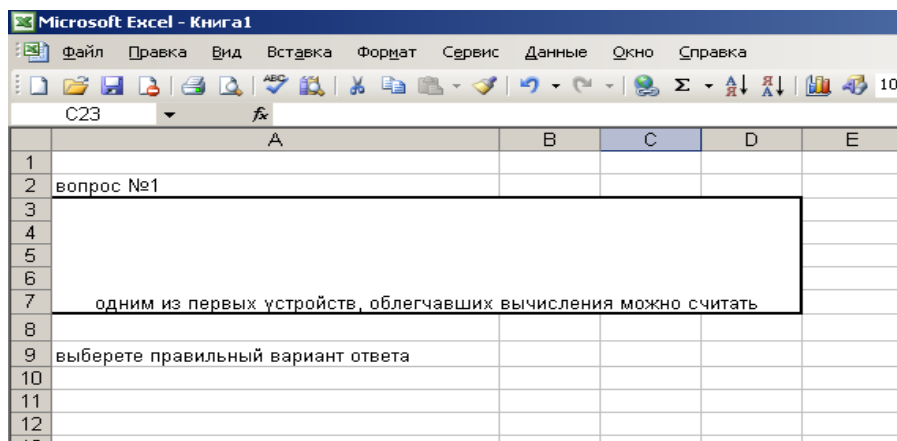 Microsoft Excel - Книга1
Файл Правка Вид Вставка Формат Сервис Данные Окно Справка
ABC Σ А Я Я А 10
C23 fx
A B C D E
1
2 вопрос №1
3
4
5
6
7 одним из первых устройств, облегчавших вычисления можно считать
8
9 выберете правильный вариант ответа
10
11
12